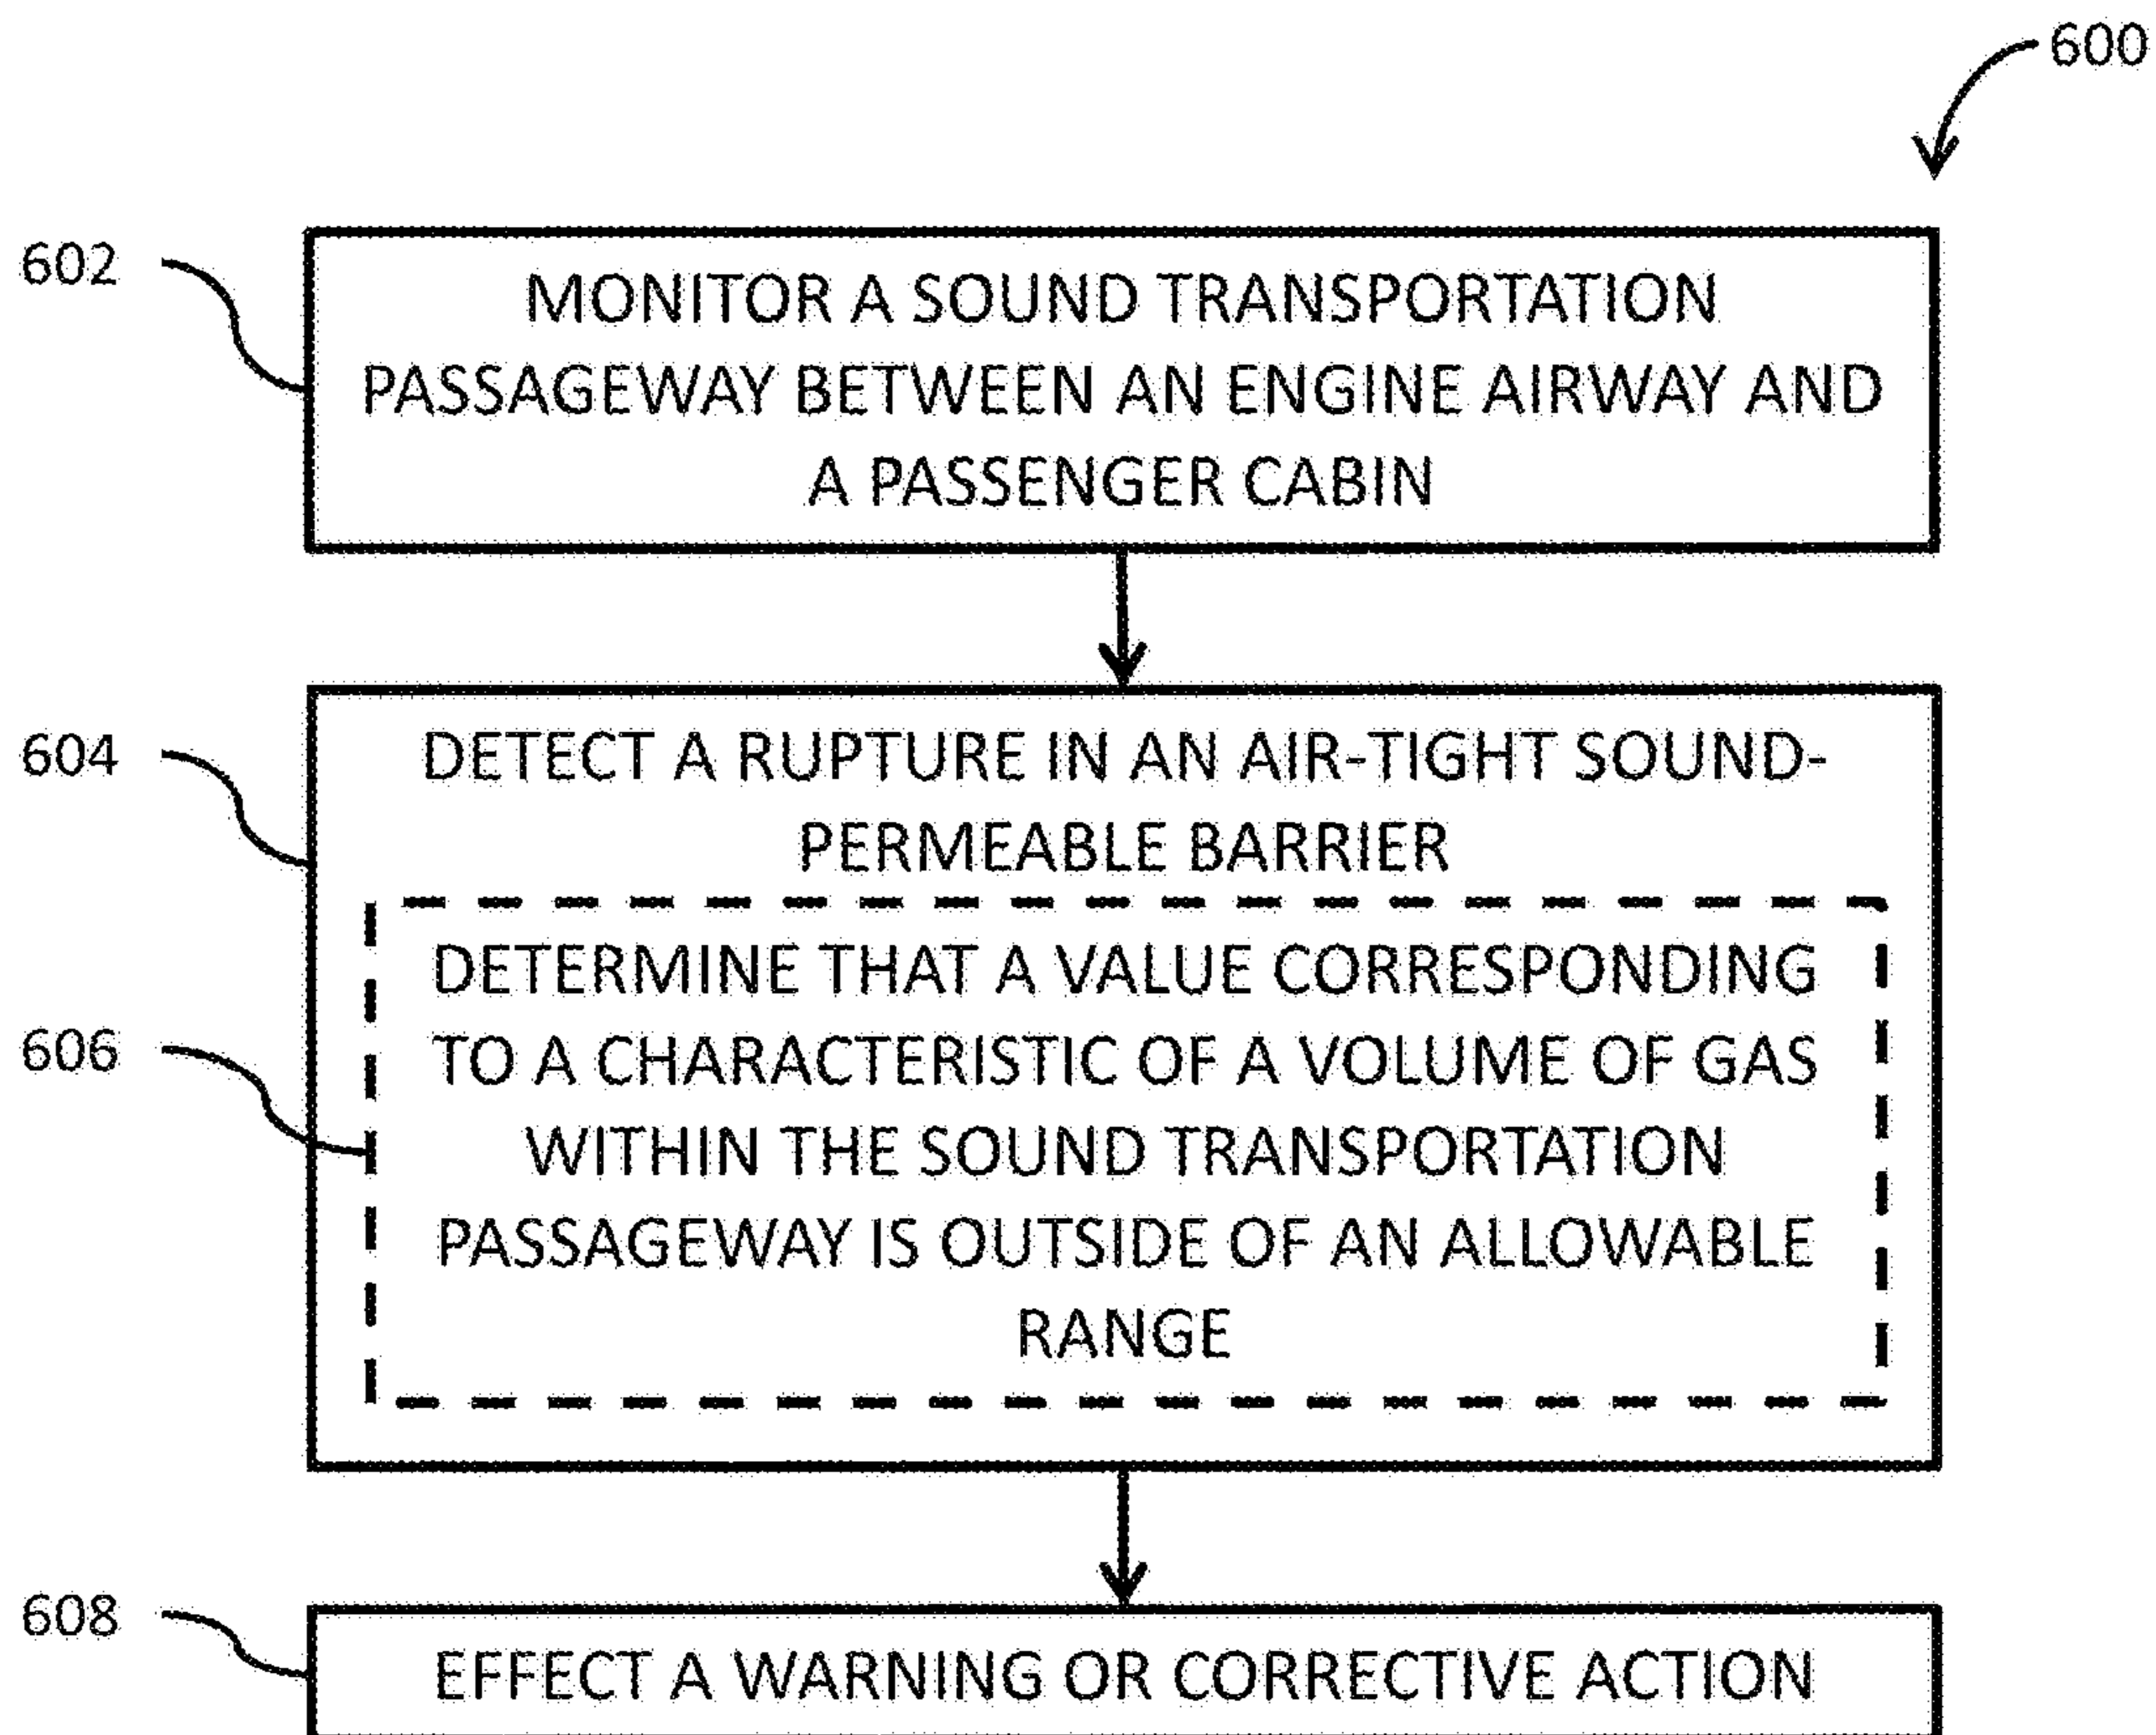 600
602
MONITOR A SOUND TRANSPORTATION
PASSAGEWAY BETWEEN AN ENGINE AIRWAY AND
A PASSENGER CABIN
604
DETECT A RUPTURE IN AN AIR-TIGHT SOUND-
PERMEABLE BARRIER
606
DETERMINE THAT A VALUE CORRESPONDING
TO A CHARACTERISTIC OF A VOLUME OF GAS
WITHIN THE SOUND TRANSPORTATION
PASSAGEWAY IS OUTSIDE OF AN ALLOWABLE
RANGE
608
EFFECT A WARNING OR CORRECTIVE ACTION